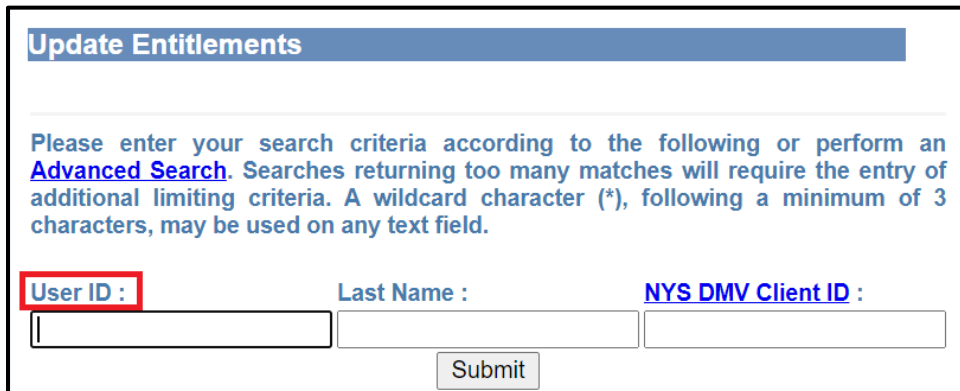 Update Entitlements
Please enter your search criteria according to the following or perform an
Advanced Search. Searches returning too many matches will require the entry of
additional limiting criteria. A wildcard character (*), following a minimum of 3
characters, may be used on any text field.
User ID : Last Name : NYS DMV Client ID :
Submit